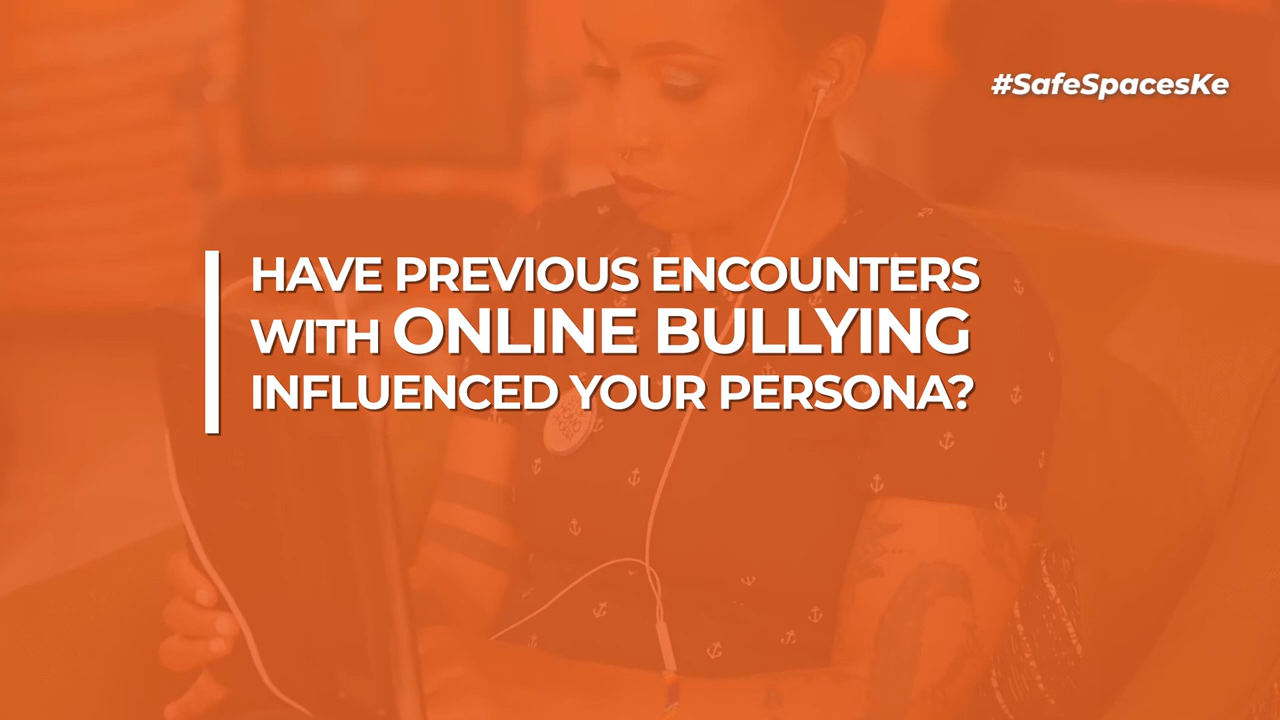 #SafeSpacesKe
HAVE PREVIOUS ENCOUNTERS
WITH ONLINE BULLYING
INFLUENCED YOUR PERSONA?